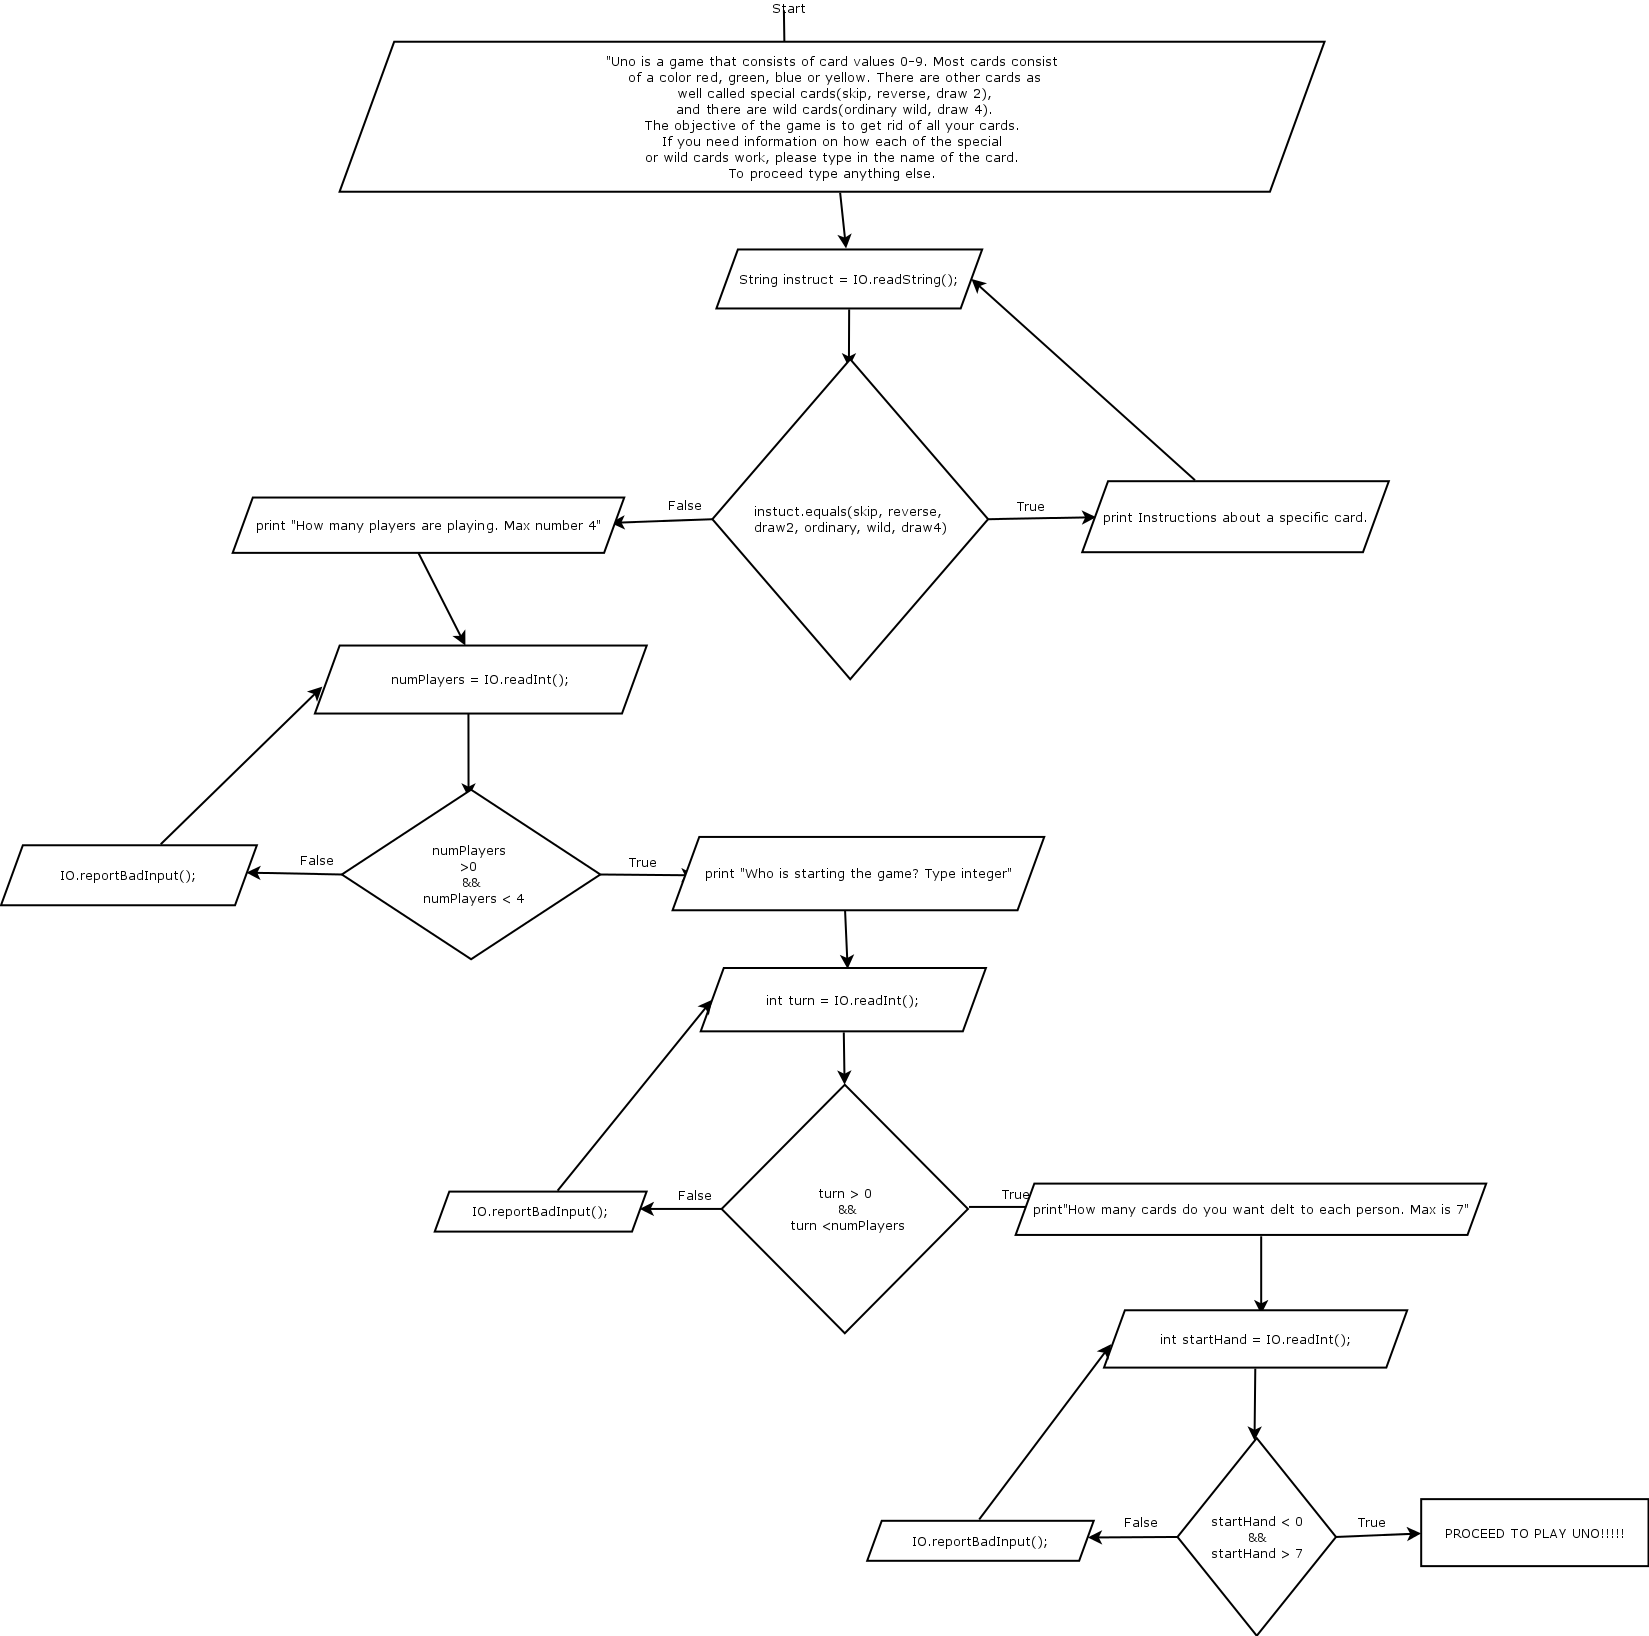 Start
"Uno is a game that consists of card values 0-9. Most cards consist
of a color red, green, blue or yellow. There are other cards as
well called special cards(skip, reverse, draw 2),
and there are wild cards(ordinary wild, draw 4).
The objective of the game is to get rid of all your cards.
If you need information on how each of the special
or wild cards work, please type in the name of the card.
To proceed type anything else.
String instruct = IO.readString();
instuct.equals(skip, reverse,
draw2, ordinary, wild, draw4)
False
True
print "How many players are playing. Max number 4"
print Instructions about a specific card.
numPlayers = IO.readInt();
numPlayers
>0
&&
numPlayers < 4
False
True
IO.reportBadInput();
print "Who is starting the game? Type integer"
int turn = IO.readInt();
turn > 0
&&
turn <numPlayers
False
True
IO.reportBadInput();
print"How many cards do you want delt to each person. Max is 7"
int startHand = IO.readInt();
startHand < 0
&&
startHand > 7
False
True
IO.reportBadInput();
PROCEED TO PLAY UNO!!!!!